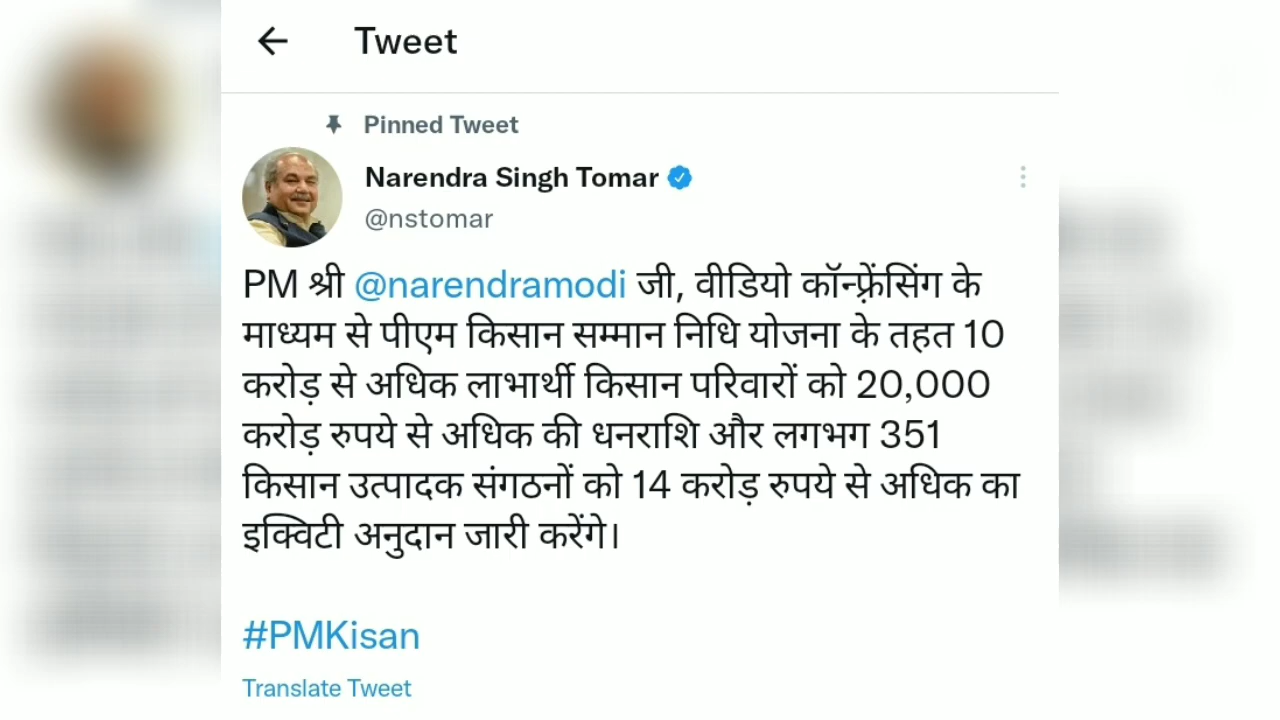 Tweet
Pinned Tweet
Narendra Singh Tomar
@nstomar
PM श्री @narendramodi जी, वीडियो कॉन्फ़्रेंसिंग के
माध्यम से पीएम किसान सम्मान निधि योजना के तहत 10
करोड़ से अधिक लाभार्थी किसान परिवारों को 20,000
करोड़ रुपये से अधिक की धनराशि और लगभग 351
किसान उत्पादक संगठनों को 14 करोड़ रुपये से अधिक का
इक्विटी अनुदान जारी करेंगे।
#PMKisan
Translate Tweet